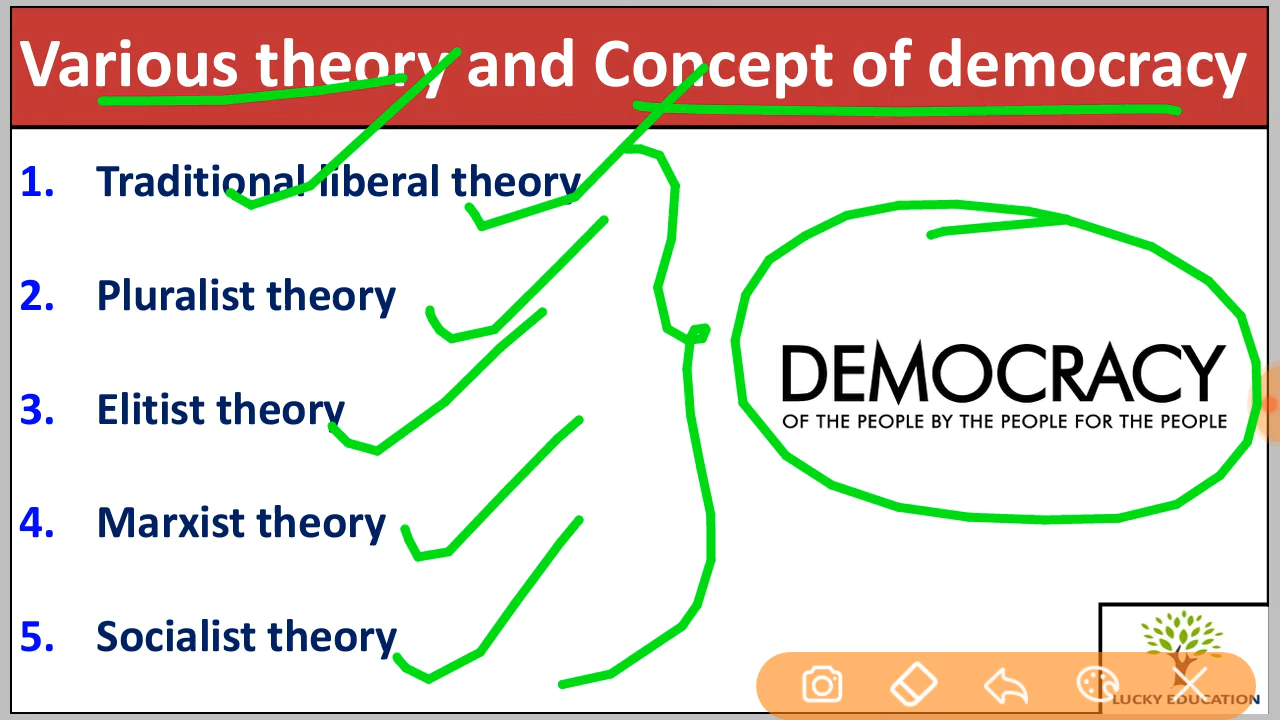 Various theory and Concept of democracy
1. Traditional liberal theory
2. Pluralist theory
3. Elitist theory
4. Marxist theory
5. Socialist theory
DEMOCRACY
OF THE PEOPLE BY THE PEOPLE FOR THE PEOPLE
LUCKY EDUCATION